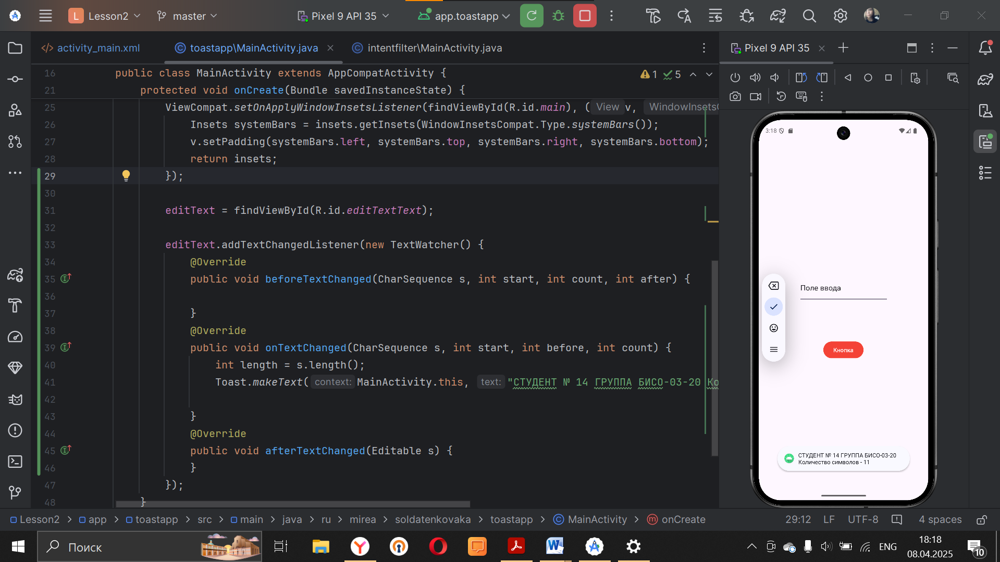 Lesson2
master
Pixel 9 API 35
app.toastapp
activity_main.xml
toastapp\MainActivity.java
intentfilter\MainActivity.java
Pixel 9 API 35
16 public class MainActivity extends AppCompatActivity {
1 5
21 protected void onCreate(Bundle savedInstanceState) {
25 ViewCompat.setOnApplyWindowInsetsListener(findViewById(R.id.main), ( View v, WindowInsetsC
26 Insets systemBars = insets.getInsets(WindowInsetsCompat.Type.systemBars());
27 v.setPadding(systemBars.left, systemBars.top, systemBars.right, systemBars.bottom);
28 return insets;
29 });
30
31 editText = findViewById(R.id.editTextText);
32
33 editText.addTextChangedListener(new TextWatcher() {
34 @Override
35 public void beforeTextChanged(CharSequence s, int start, int count, int after) {
36
37 }
38 @Override
39 public void onTextChanged(CharSequence s, int start, int before, int count) {
40 int length = s.length();
41 Toast.makeText( context: MainActivity.this, text: "СТУДЕНТ № 14 ГРУППА БИСО-03-20 Ко
42
43 }
44 @Override
45 public void afterTextChanged(Editable s) {
46 }
47 });
48 }
3:18
Поле ввода
Кнопка
СТУДЕНТ № 14 ГРУППА БИСО-03-20
Количество символов - 11
Lesson2 > app > toastapp > src > main > java > ru > mirea > soldatenkovaka > toastapp > MainActivity > onCreate
29:12 LF UTF-8 4 spaces
Поиск
ENG
18:18
08.04.2025
10